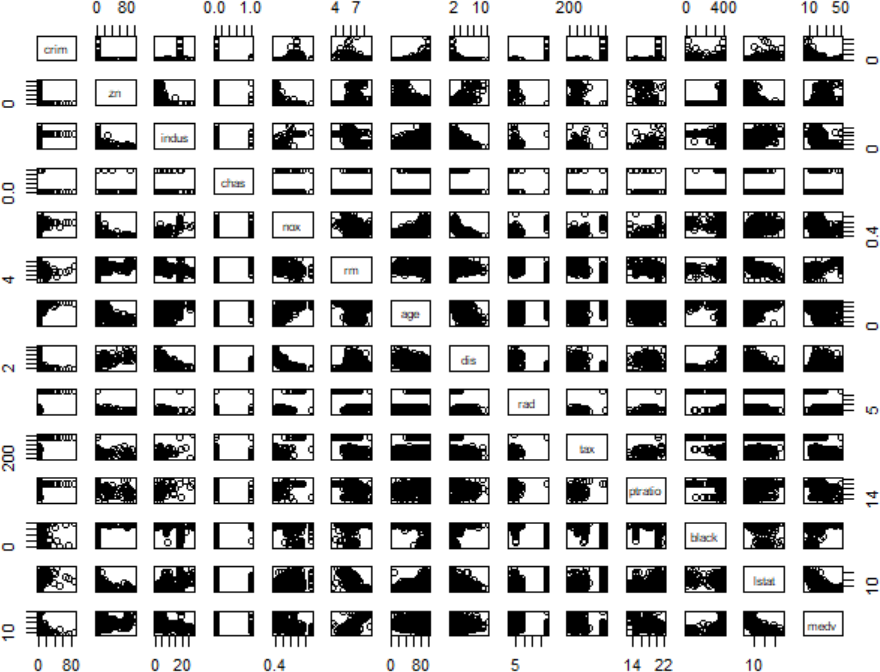 0 80 0.0 1.0 4 7 2 10 200 0 400 10 50
crim 0
0 zn
indus 0
0.0 chas
nox 0.4
4 rm
age 0
2 dis
rad 5
200 tax
ptratio 14
0 black
lstat 10
10 medv
0 80 0 20 0.4 0 80 5 14 22 10